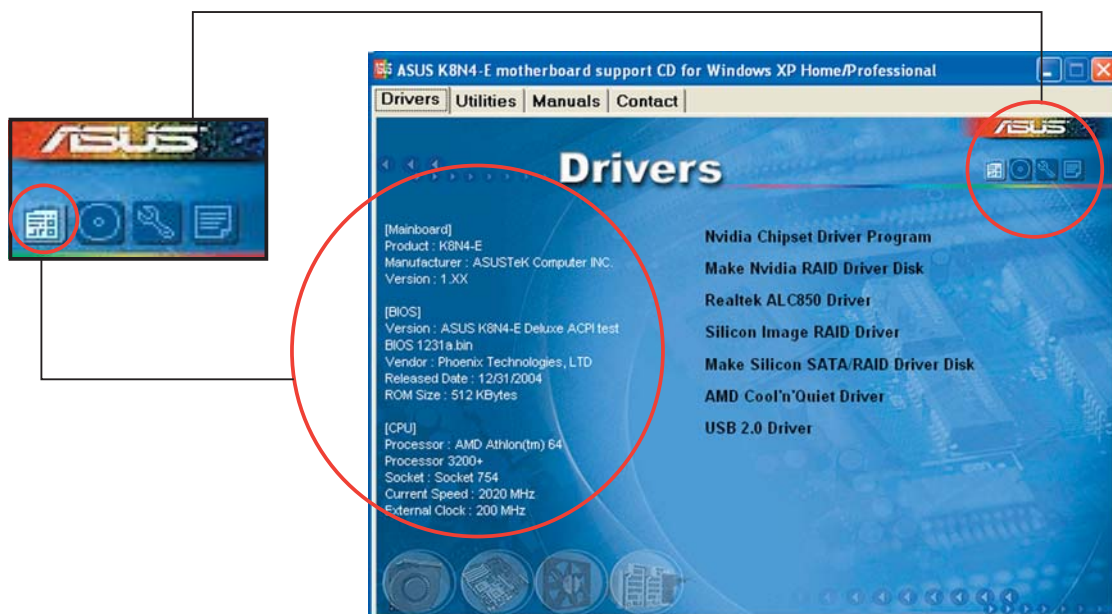 ASUS
ASUS K8N4-E motherboard support CD for Windows XP Home/Professional
Drivers Utilities Manuals Contact
ASUS
Drivers
[Mainboard]
Product : K8N4-E
Manufacturer : ASUSTeK Computer INC.
Version : 1.XX
[BIOS]
Version : ASUS K8N4-E Deluxe ACPI test
BIOS 1231a.bin
Vendor : Phoenix Technologies, LTD
Released Date : 12/31/2004
ROM Size : 512 KBytes
[CPU]
Processor : AMD Athlon(tm) 64
Processor 3200+
Socket : Socket 754
Current Speed : 2020 MHz
External Clock : 200 MHz
Nvidia Chipset Driver Program
Make Nvidia RAID Driver Disk
Realtek ALC850 Driver
Silicon Image RAID Driver
Make Silicon SATA/RAID Driver Disk
AMD Cool'n'Quiet Driver
USB 2.0 Driver